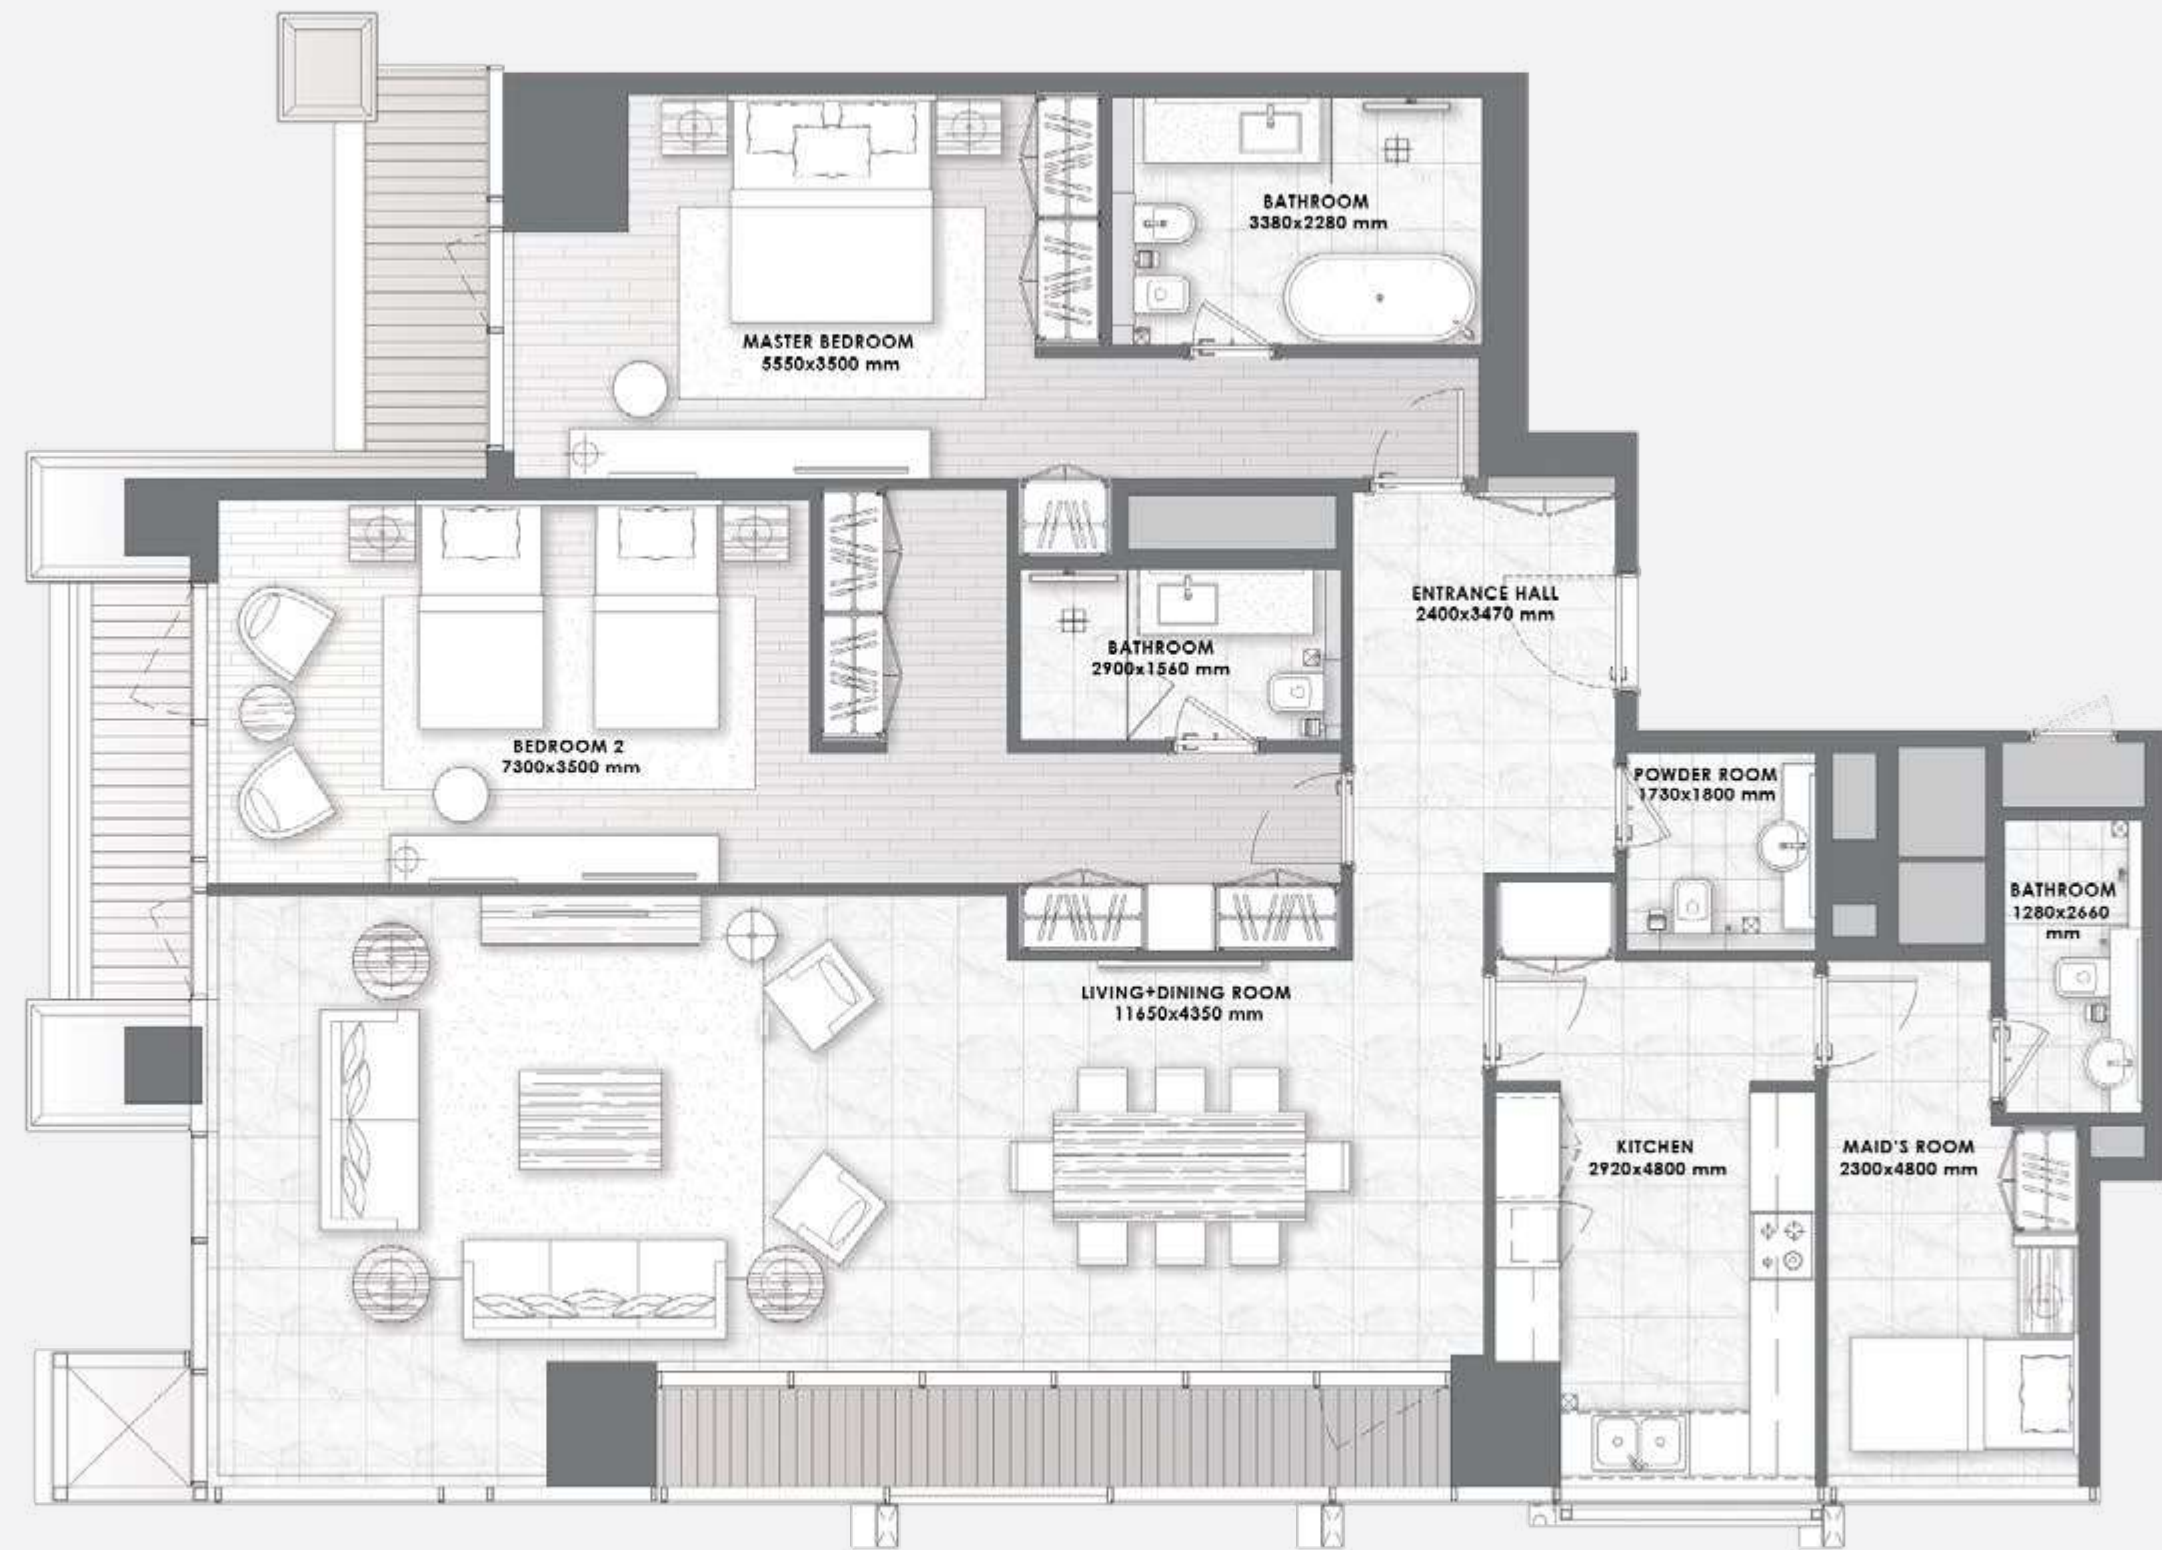 BATHROOM
3380x2280 mm
MASTER BEDROOM
5550x3500 mm
ENTRANCE HALL
2400x3470 mm
BATHROOM
2900x1560 mm
BEDROOM 2
7300x3500 mm
POWDER ROOM
1730x1800 mm
BATHROOM
1280x2660
mm
LIVING+DINING ROOM
11650x4350 mm
KITCHEN
2920x4800 mm
MAID'S ROOM
2300x4800 mm